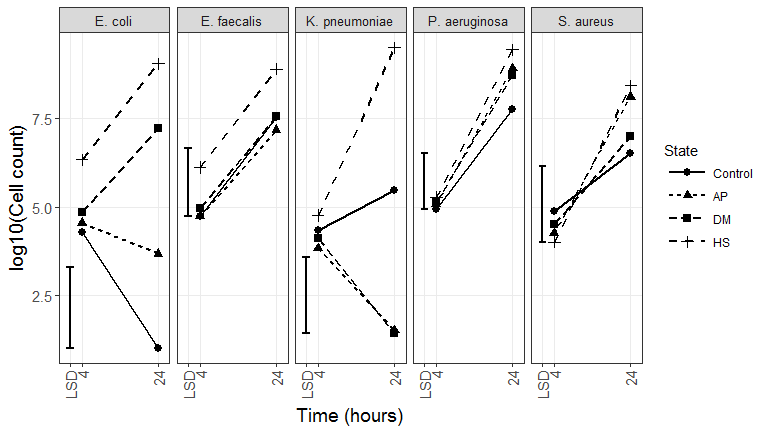 E. coli E. faecalis K. pneumoniae P. aeruginosa S. aureus
log10(Cell count)
7.5
5.0
2.5
LSD 4 24 LSD 4 24 LSD 4 24 LSD 4 24 LSD 4 24
Time (hours)
State
Control
AP
DM
HS